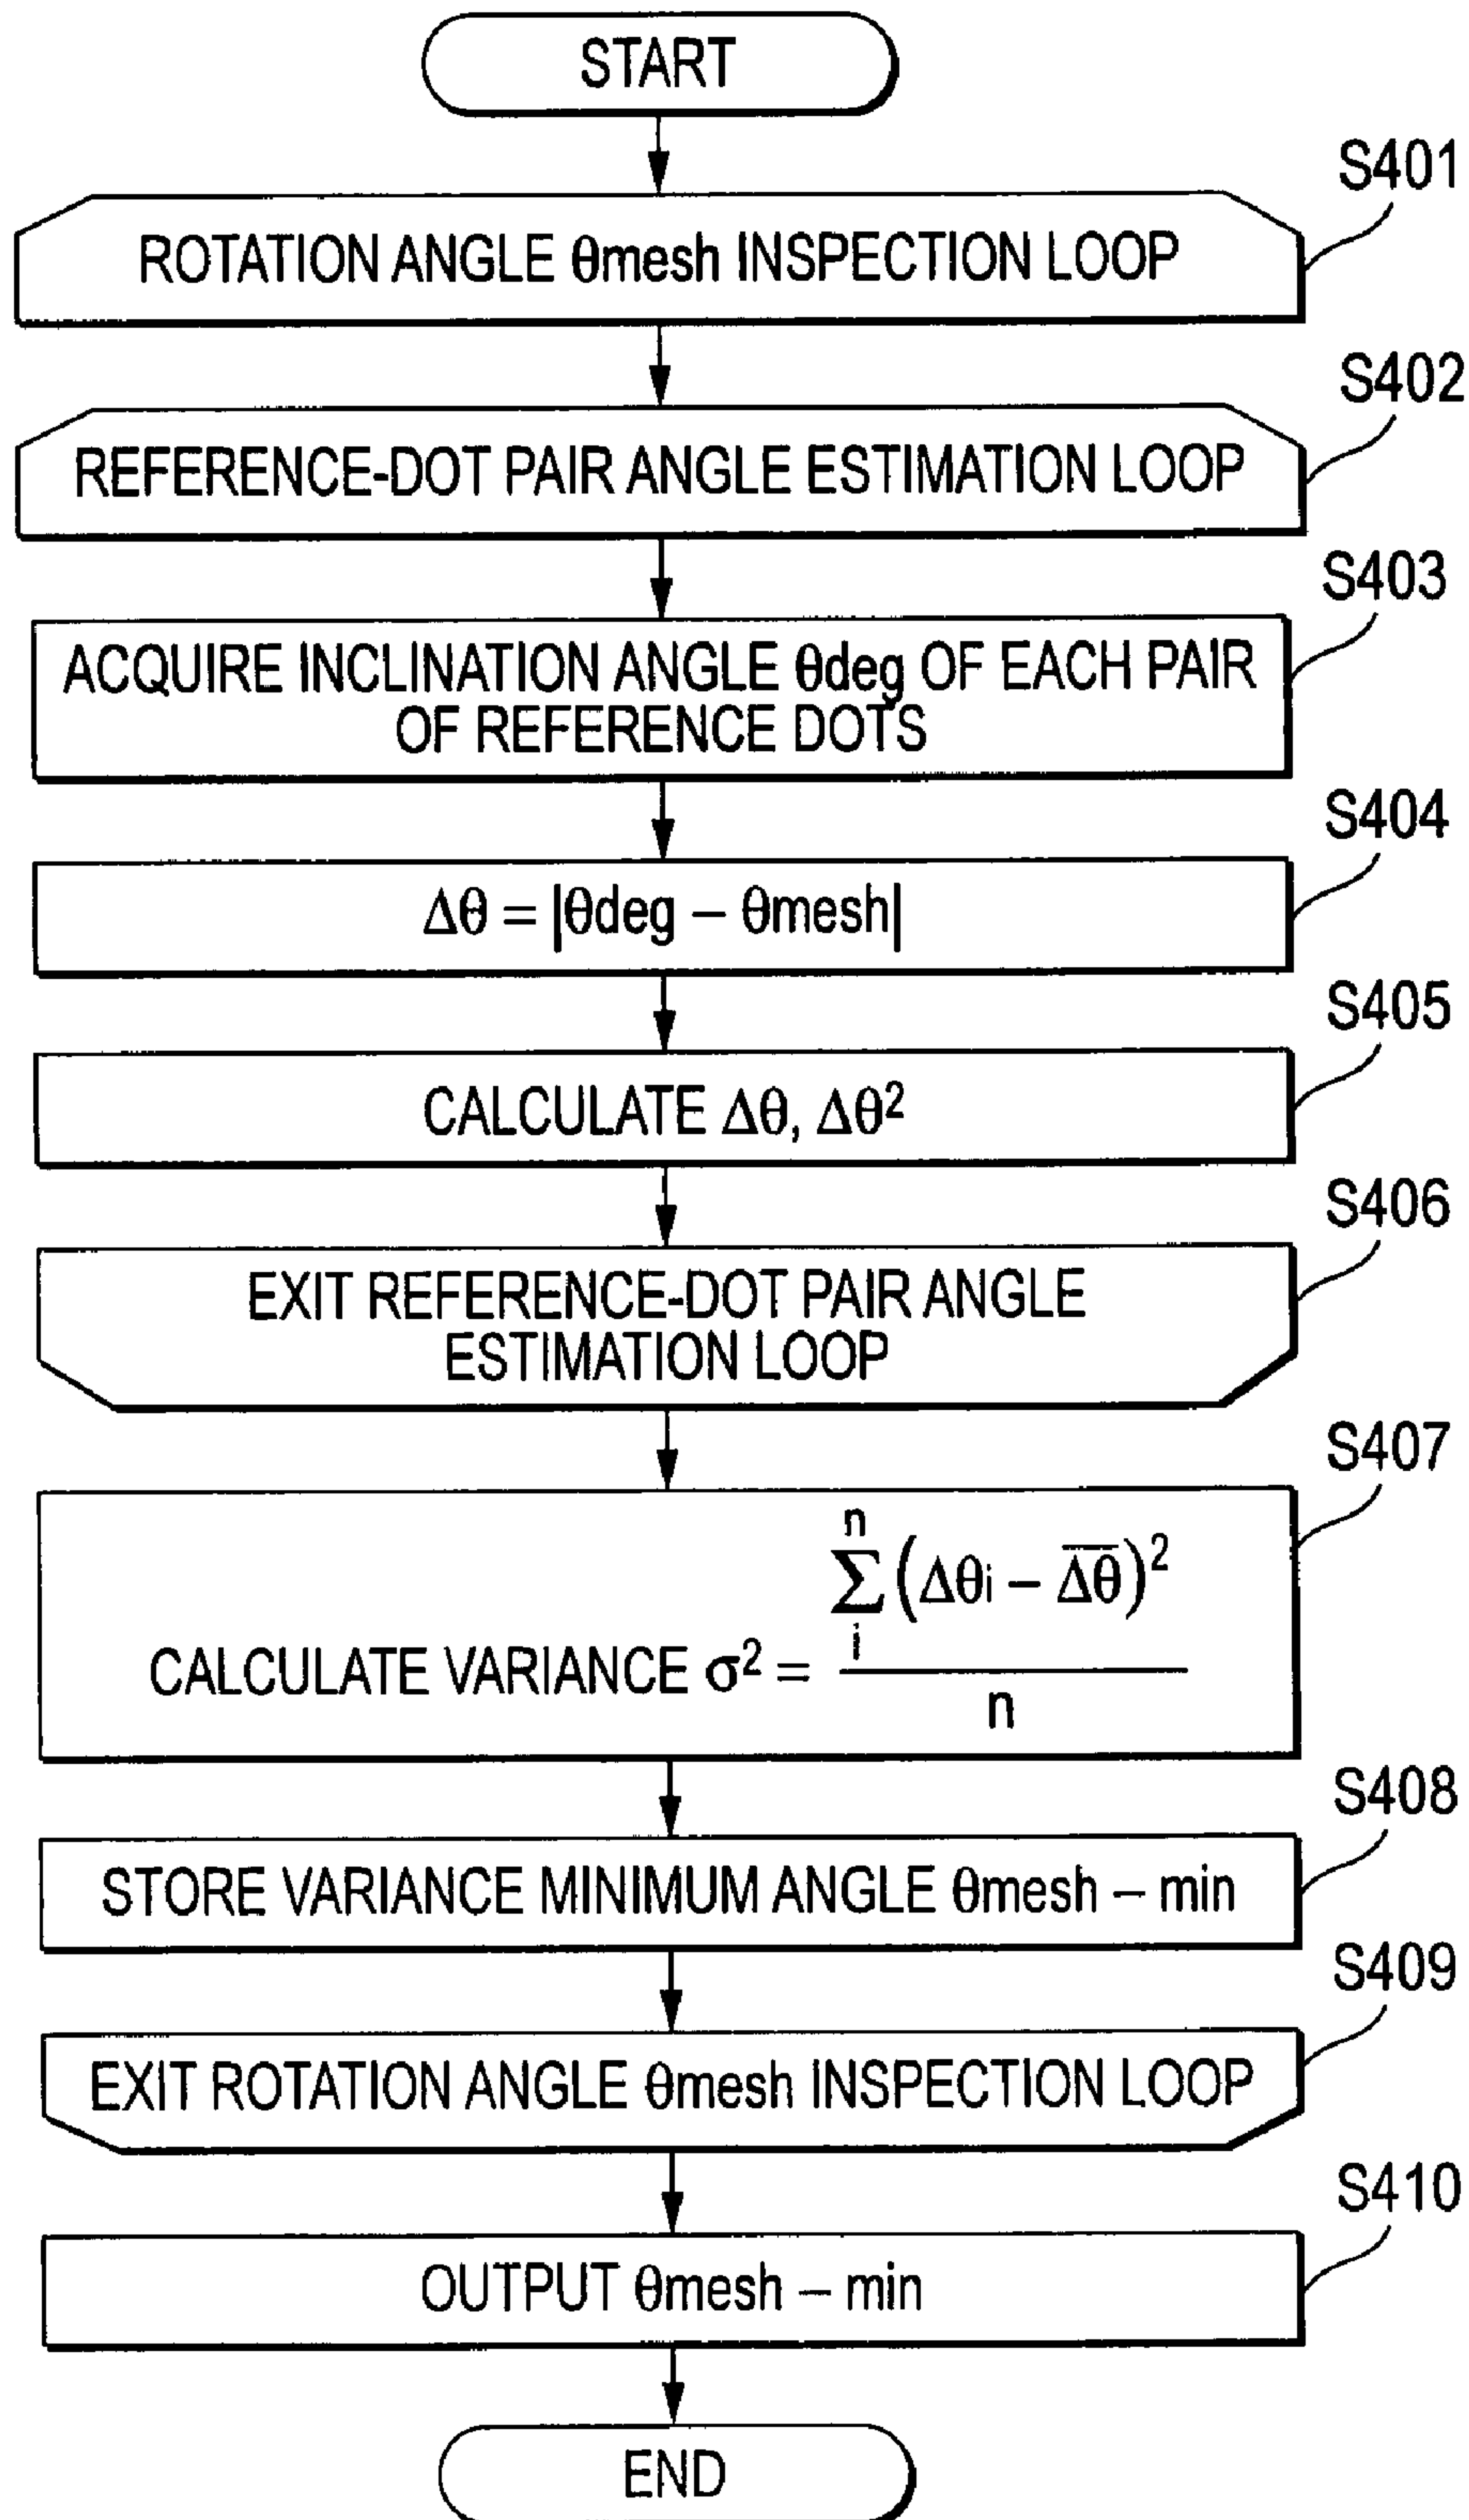 START
S401
ROTATION ANGLE θmesh INSPECTION LOOP
S402
REFERENCE-DOT PAIR ANGLE ESTIMATION LOOP
S403
ACQUIRE INCLINATION ANGLE θdeg OF EACH PAIR
OF REFERENCE DOTS
S404
Δθ = |θdeg – θmesh|
S405
CALCULATE Δθ, Δθ²
S406
EXIT REFERENCE-DOT PAIR ANGLE
ESTIMATION LOOP
S407
n
∑ (Δθi – Δθ̅)²
i
CALCULATE VARIANCE σ² =
n
S408
STORE VARIANCE MINIMUM ANGLE θmesh – min
S409
EXIT ROTATION ANGLE θmesh INSPECTION LOOP
S410
OUTPUT θmesh – min
END